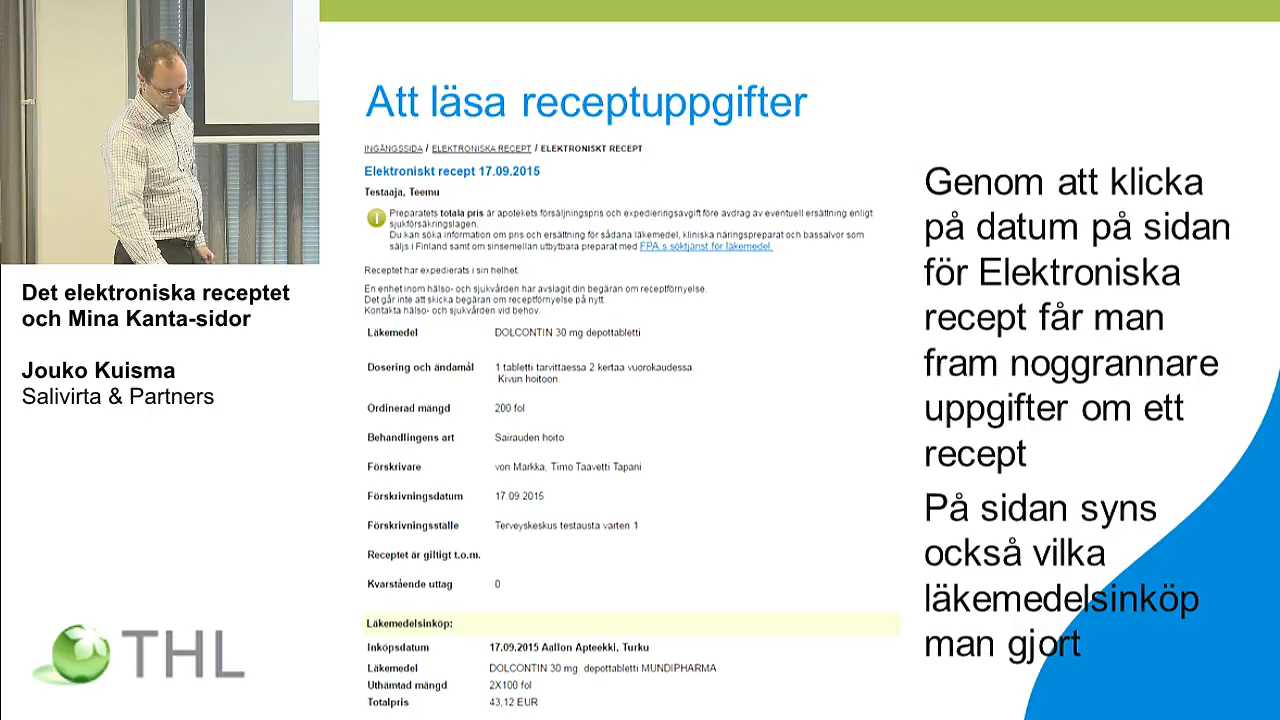 Att läsa receptuppgifter
INGÅNGSSIDA / ELEKTRONISKA RECEPT / ELEKTRONISKT RECEPT
Elektroniskt recept 17.09.2015
Testaaja, Teemu
Preparatets totala pris är apotekets försäljningspris och expedieringsavgift före avdrag av eventuell ersättning enligt
sjukförsäkringslagen.
Du kan söka information om pris och ersättning för sådana läkemedel, kliniska näringspreparat och bassalvor som
säljs i Finland samt om sinsemellan utbytbara preparat med FPA:s söktjänst för läkemedel.
Receptet har expedierats i sin helhet.
En enhet inom hälso- och sjukvården har avslagit din begäran om receptförnyelse.
Det går inte att skicka begäran om receptförnyelse på nytt.
Kontakta hälso- och sjukvården vid behov.
Läkemedel DOLCONTIN 30 mg depottabletti
Dosering och ändamål 1 tabletti tarvittaessa 2 kertaa vuorokaudessa.
Kivun hoitoon.
Ordinerad mängd 200 fol
Behandlingens art Sairauden hoito
Förskrivare von Markka, Timo Taavetti Tapani
Förskrivningsdatum 17.09.2015
Förskrivningsställe Terveyskeskus testausta varten 1
Receptet är giltigt t.o.m.
Kvarstående uttag 0
Läkemedelsinköp:
Inköpsdatum 17.09.2015 Aallon Apteekki, Turku
Läkemedel DOLCONTIN 30 mg depottabletti MUNDIPHARMA
Uthämtad mängd 2X100 fol
Totalpris 43,12 EUR
Genom att klicka
på datum på sidan
för Elektroniska
recept får man
fram noggrannare
uppgifter om ett
recept
På sidan syns
också vilka
läkemedelsinköp
man gjort
Det elektroniska receptet
och Mina Kanta-sidor
Jouko Kuisma
Salivirta & Partners
THL